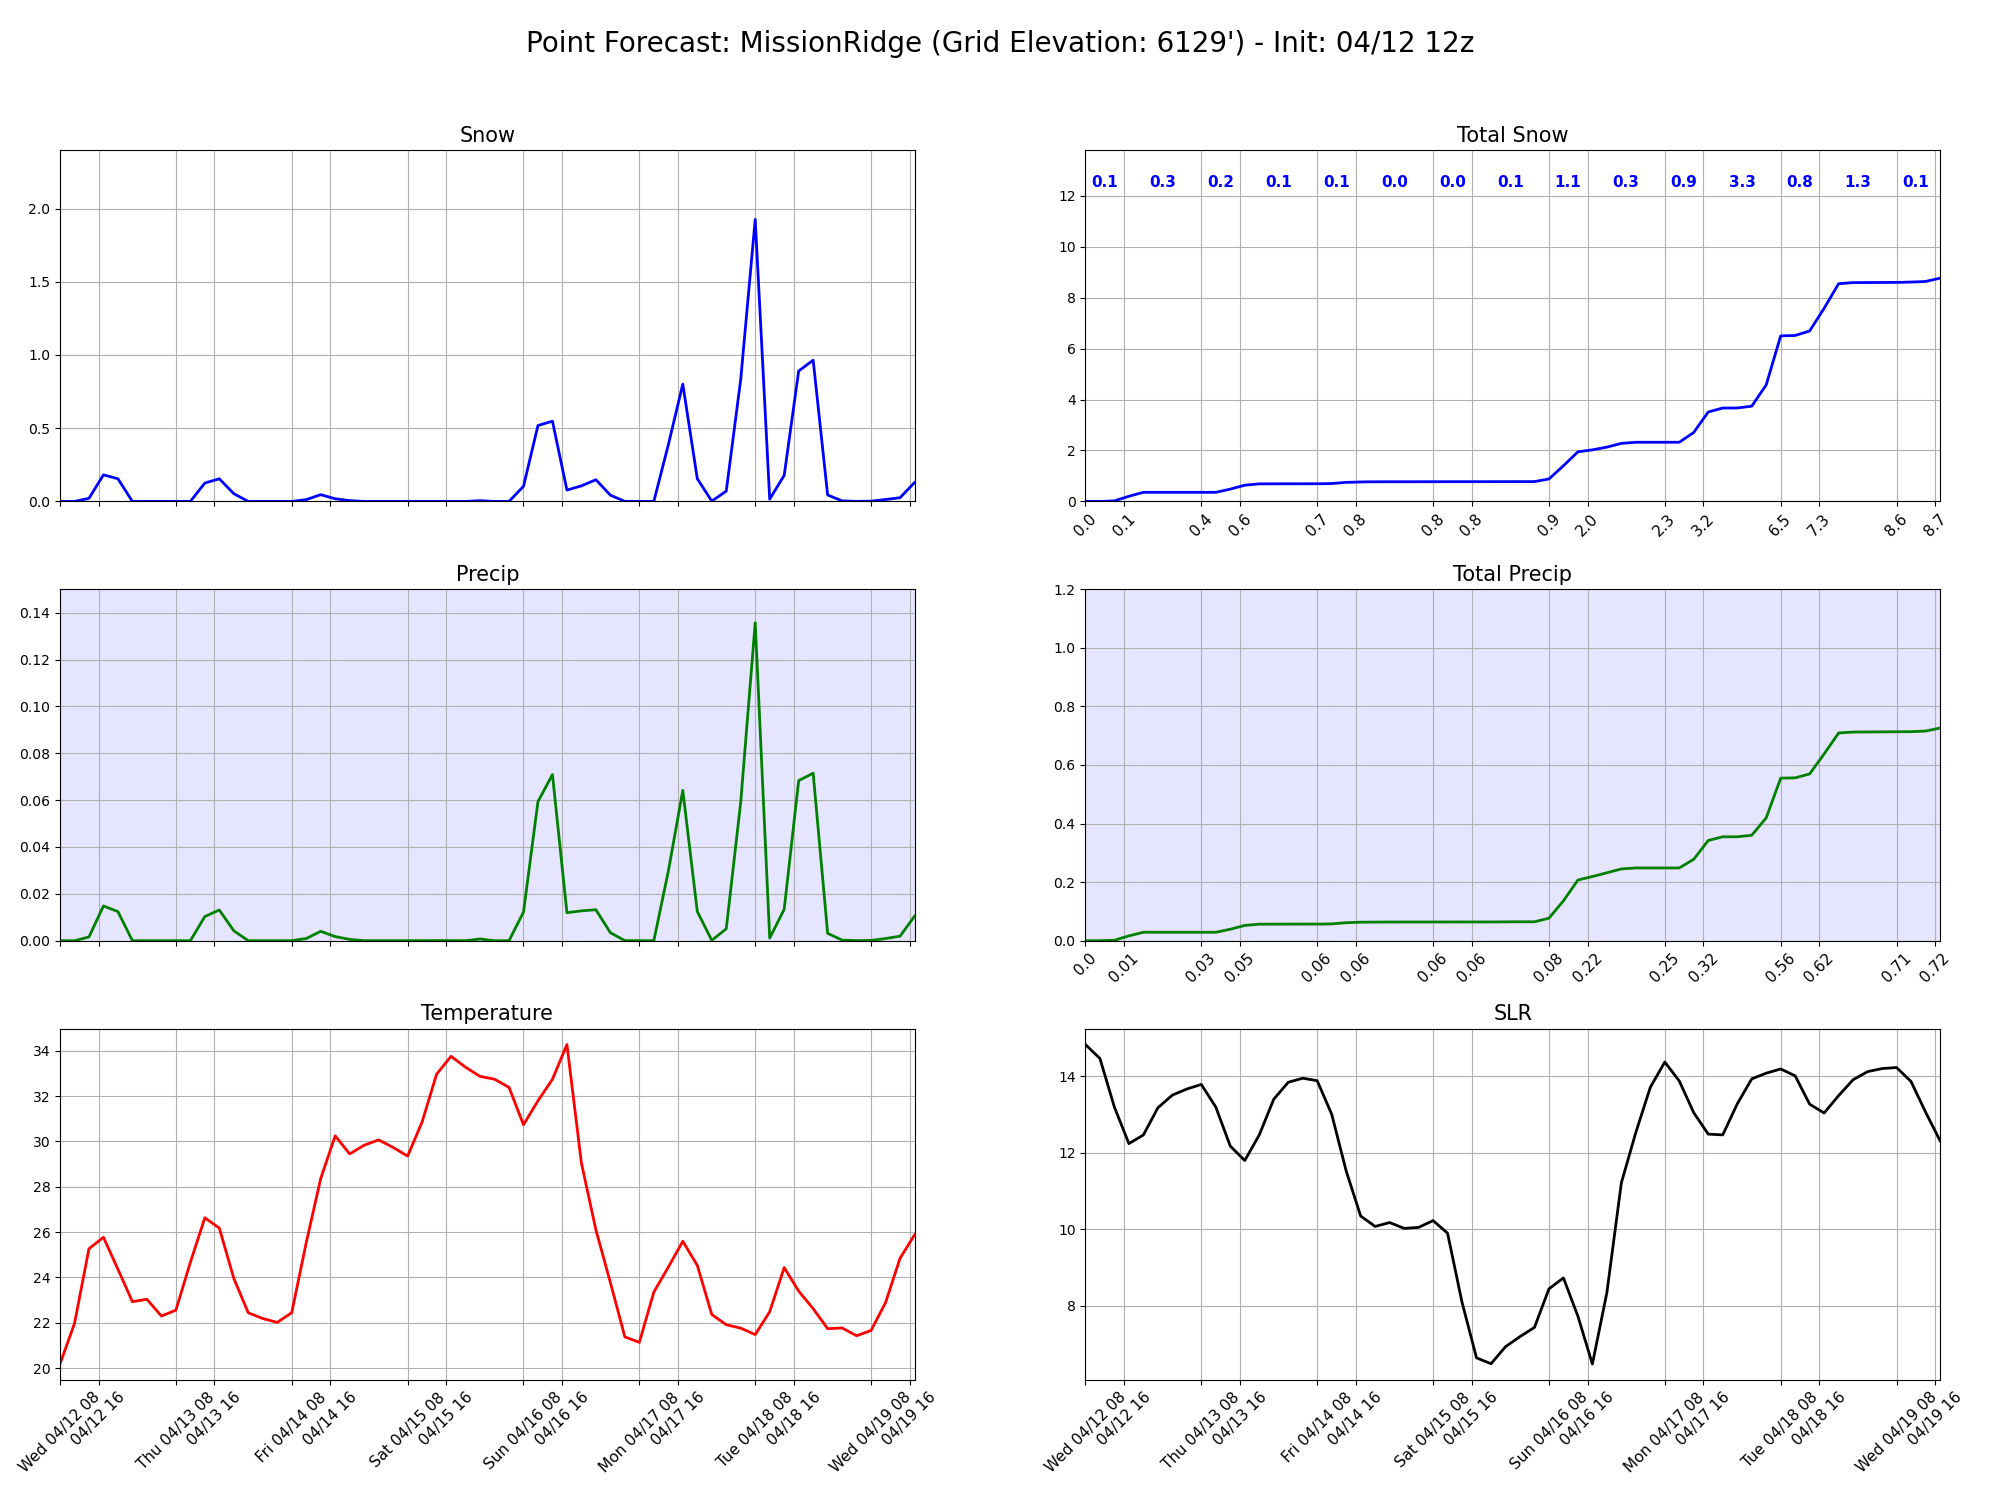 Point Forecast: MissionRidge (Grid Elevation: 6129') - Init: 04/12 12z
Snow
2.0
1.5
1.0
0.5
0.0
Total Snow
0.1 0.3 0.2 0.1 0.1 0.0 0.0 0.1 1.1 0.3 0.9 3.3 0.8 1.3 0.1
12
10
8
6
4
2
0
0.0 0.1 0.4 0.6 0.7 0.8 0.8 0.8 0.9 2.0 2.3 3.2 6.5 7.3 8.6 8.7
Precip
0.14
0.12
0.10
0.08
0.06
0.04
0.02
0.00
Total Precip
1.2
1.0
0.8
0.6
0.4
0.2
0.0
0.0 0.01 0.03 0.05 0.06 0.06 0.06 0.06 0.08 0.22 0.25 0.32 0.56 0.62 0.71 0.72
Temperature
34
32
30
28
26
24
22
20
Wed 04/12 08
04/12 16
Thu 04/13 08
04/13 16
Fri 04/14 08
04/14 16
Sat 04/15 08
04/15 16
Sun 04/16 08
04/16 16
Mon 04/17 08
04/17 16
Tue 04/18 08
04/18 16
Wed 04/19 08
04/19 16
SLR
14
12
10
8
Wed 04/12 08
04/12 16
Thu 04/13 08
04/13 16
Fri 04/14 08
04/14 16
Sat 04/15 08
04/15 16
Sun 04/16 08
04/16 16
Mon 04/17 08
04/17 16
Tue 04/18 08
04/18 16
Wed 04/19 08
04/19 16